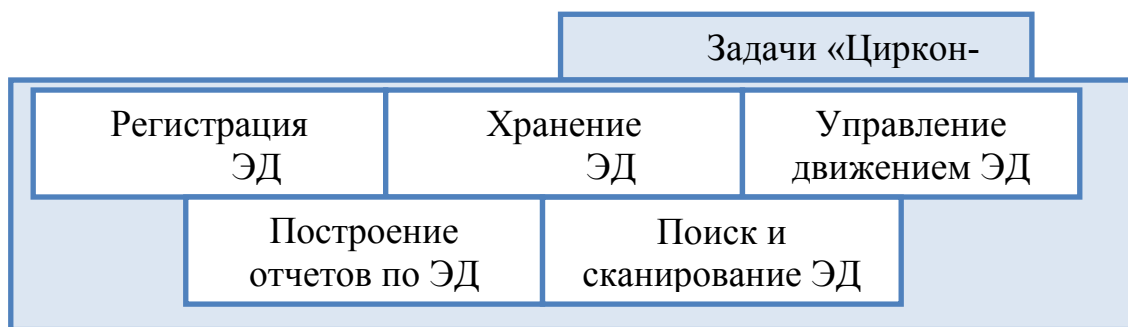 Задачи «Циркон-
Регистрация
ЭД
Хранение
ЭД
Управление
движением ЭД
Построение
отчетов по ЭД
Поиск и
сканирование ЭД